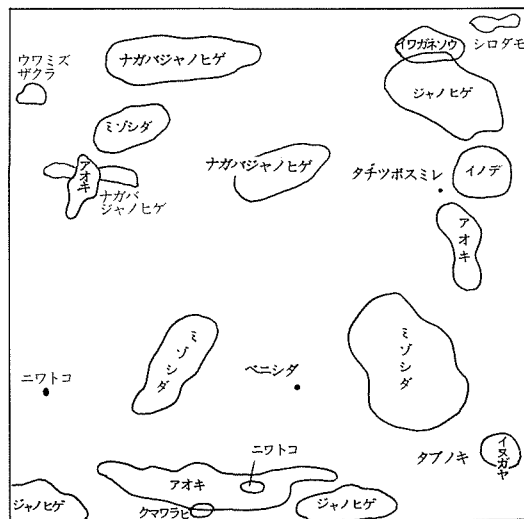 ウワミズ
ザクラ
ナガバジャノヒゲ
イワガネソウ
シロダモ
ジャノヒゲ
ミゾシダ
アオキ
ナガバ
ジャノヒゲ
ナガバジャノヒゲ
タチツボスミレ
イノデ
アオキ
ミゾシダ
ミゾシダ
ニワトコ
ベニシダ
ニワトコ
タブノキ
イヌガヤ
アオキ
ジャノヒゲ
クマワラビ
ジャノヒゲ